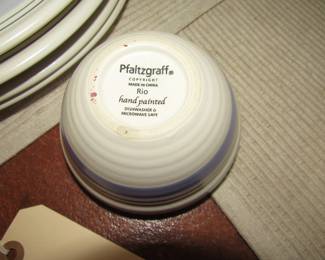 Pfaltzgraff®
COPYRIGHT
MADE IN CHINA
Rio
hand painted
DISHWASHER &
MICROWAVE SAFE